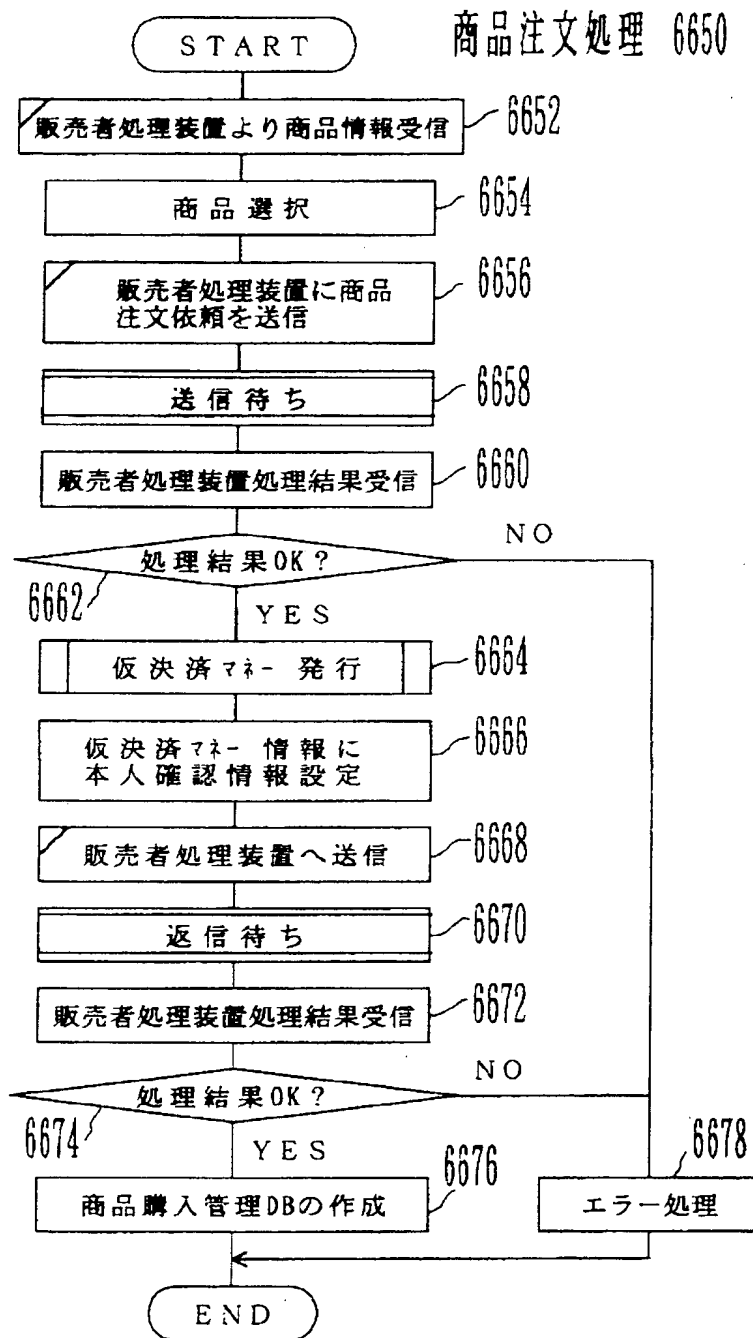 商品注文処理 6650
START
販売者処理装置より商品情報受信
6652
商品選択
6654
販売者処理装置に商品
注文依頼を送信
6656
送信待ち
6658
販売者処理装置処理結果受信
6660
処理結果OK?
NO
6662
YES
仮決済マネー 発行
6664
仮決済マネー 情報に
本人確認情報設定
6666
販売者処理装置へ送信
6668
返信待ち
6670
販売者処理装置処理結果受信
6672
処理結果OK?
NO
6674
YES
商品購入管理DBの作成
6676
エラー処理
6678
END